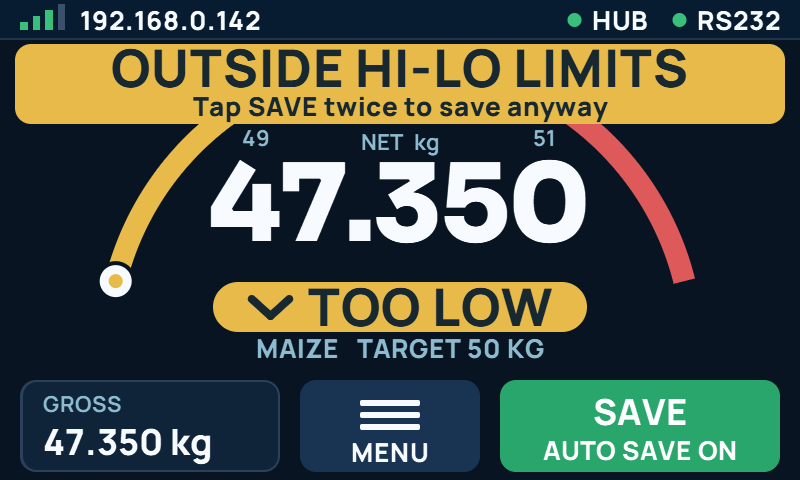 192.168.0.142 HUB RS232
OUTSIDE HI-LO LIMITS
Tap SAVE twice to save anyway
49 NET kg 51
47.350
TOO LOW
MAIZE TARGET 50 KG
GROSS
47.350 kg
MENU
SAVE
AUTO SAVE ON